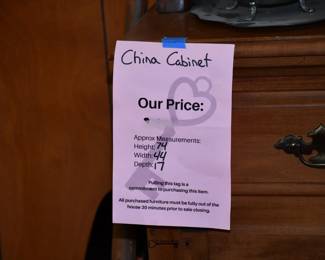 China Cabinet
Our Price:
Approx Measurements:
Height: 74
Width: 44
Depth: 17
Pulling this tag is a
commitment to purchasing this item.
All purchased furniture must be fully out of the
house 30 minutes prior to sale closing.